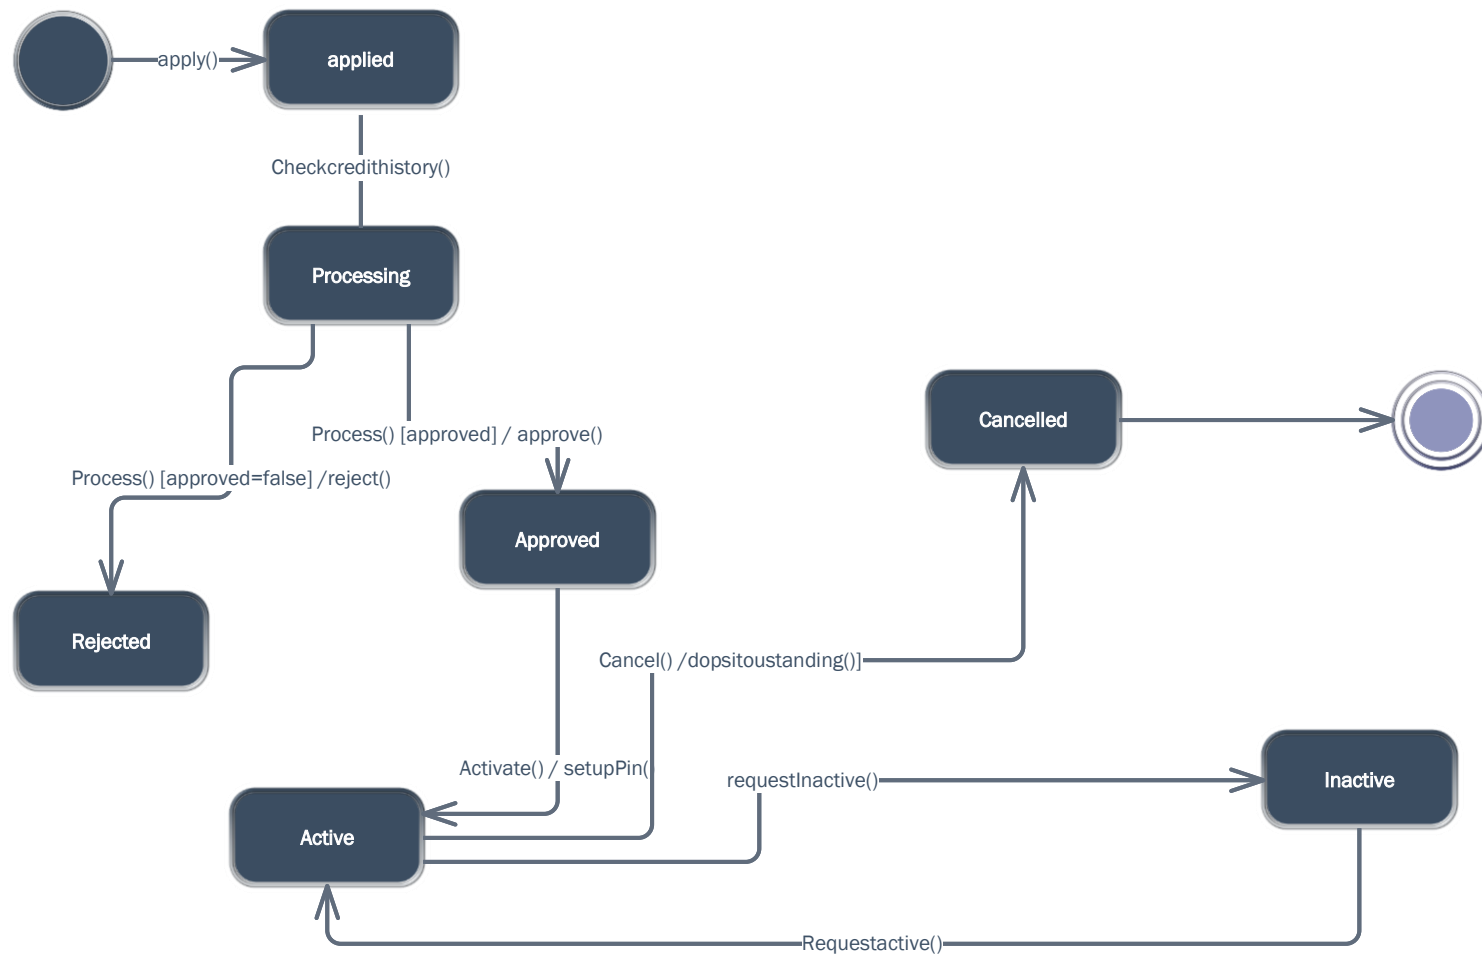 apply()
applied
Checkcredithistory()
Processing
Cancelled
Process() [approved] / approve()
Process() [approved=false] /reject()
Approved
Rejected
Cancel() /dopsitoustanding()]
Activate() / setupPin()
requestInactive()
Inactive
Active
Requestactive()